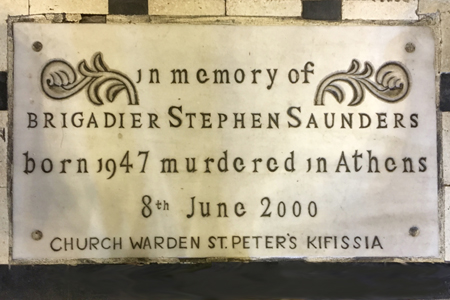 in memory of
BRIGADIER STEPHEN SAUNDERS
born 1947 murdered in Athens
8th June 2000
CHURCH WARDEN ST. PETER'S KIFISSIA